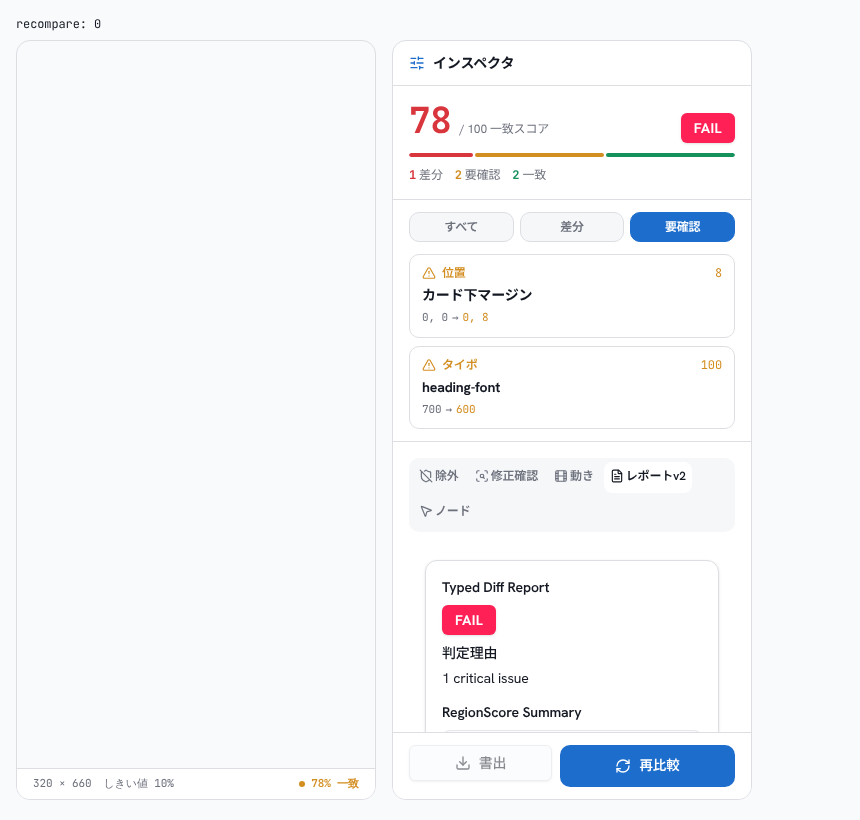 recompare: 0
インスペクタ
78 / 100 一致スコア FAIL
1 差分 2 要確認 2 一致
すべて 差分 要確認
位置 8
カード下マージン
0, 0 → 0, 8
タイポ 100
heading-font
700 → 600
除外 修正確認 動き レポートv2
ノード
Typed Diff Report
FAIL
判定理由
1 critical issue
RegionScore Summary
320 × 660 しきい値 10% 78% 一致
書出 再比較